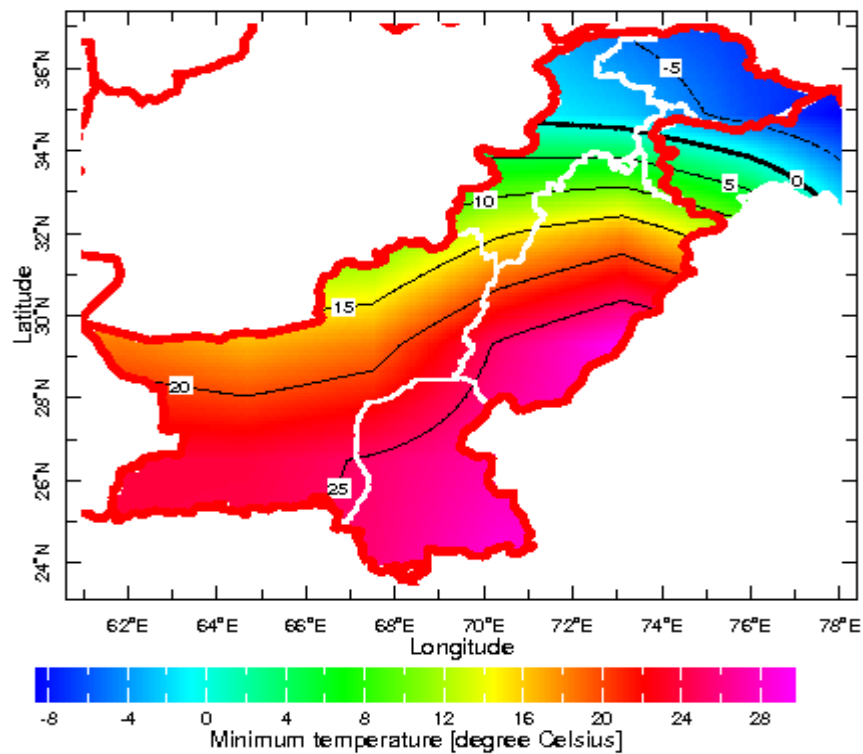 36°N
34°N
32°N
30°N
28°N
26°N
24°N
Latitude
-5
0
5
10
15
20
25
62°E 64°E 66°E 68°E 70°E 72°E 74°E 76°E 78°E
Longitude
-8 -4 0 4 8 12 16 20 24 28
Minimum temperature [degree Celsius]